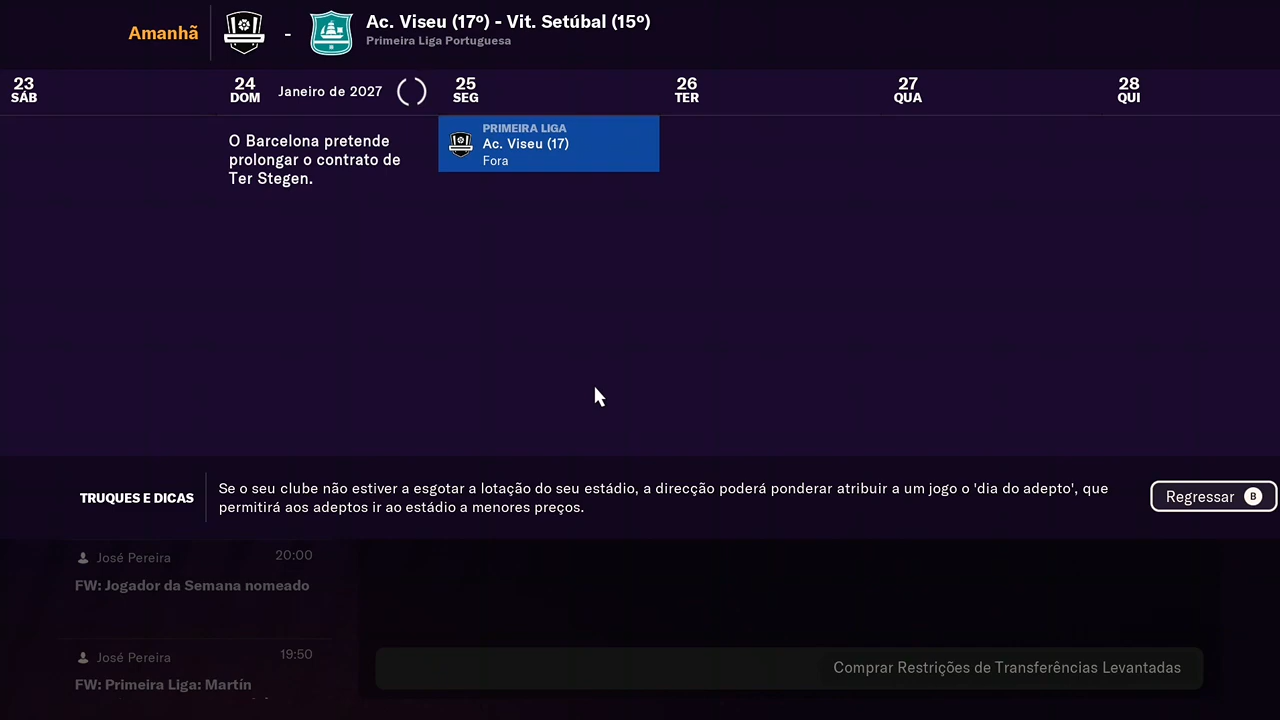 Amanhã
-
Ac. Viseu (17º) - Vit. Setúbal (15º)
Primeira Liga Portuguesa
23
SÁB
24
DOM
Janeiro de 2027
25
SEG
26
TER
27
QUA
28
QUI
O Barcelona pretende
prolongar o contrato de
Ter Stegen.
PRIMEIRA LIGA
Ac. Viseu (17)
Fora
TRUQUES E DICAS
Se o seu clube não estiver a esgotar a lotação do seu estádio, a direcção poderá ponderar atribuir a um jogo o 'dia do adepto', que
permitirá aos adeptos ir ao estádio a menores preços.
Regressar B
José Pereira 20:00
FW: Jogador da Semana nomeado
José Pereira 19:50
FW: Primeira Liga: Martín
Comprar Restrições de Transferências Levantadas